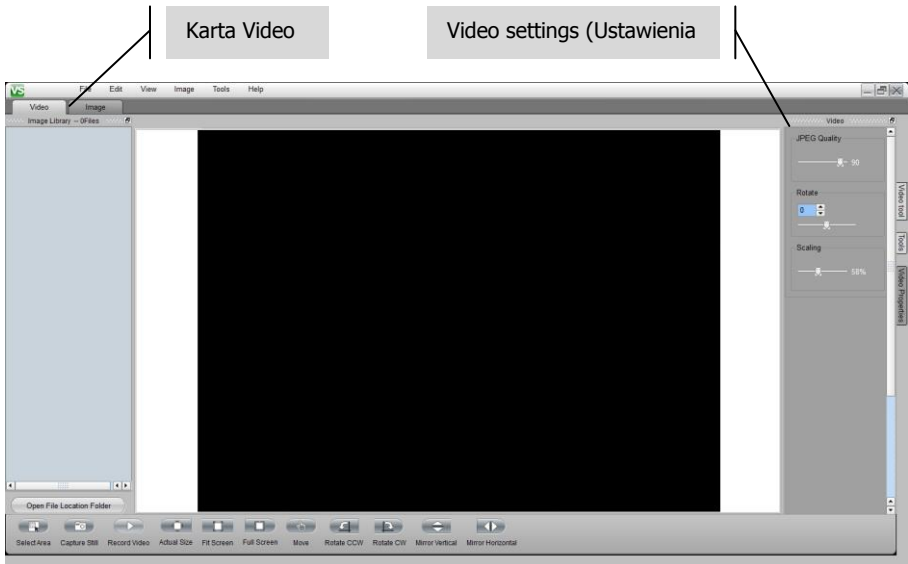 Karta Video
Video settings (Ustawienia
VS File Edit View Image Tools Help
Video Image
Image Library -- 0Files
Video
JPEG Quality
90
Rotate
0
Scaling
58%
Video tool
Tools
Video Properties
Open File Location Folder
Select Area Capture Still Record Video Actual Size Fit Screen Full Screen Move Rotate CCW Rotate CW Mirror Vertical Mirror Horizontal